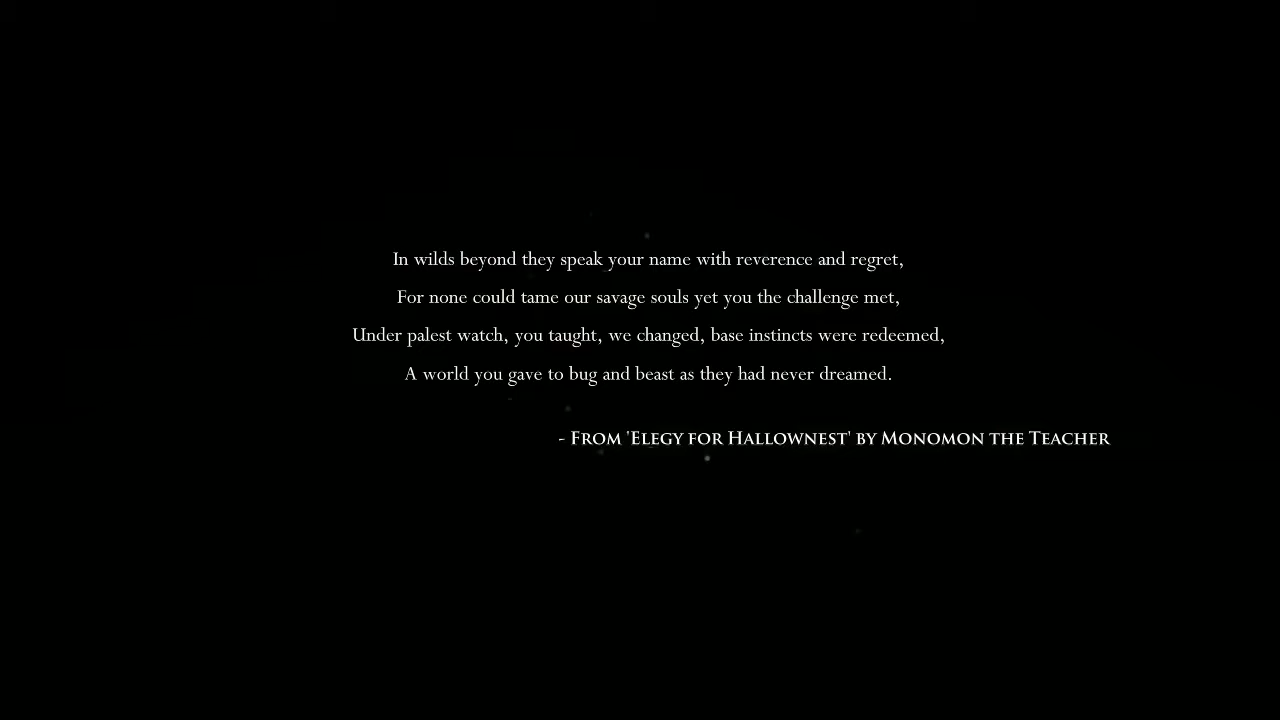 In wilds beyond they speak your name with reverence and regret,
For none could tame our savage souls yet you the challenge met,
Under palest watch, you taught, we changed, base instincts were redeemed,
A world you gave to bug and beast as they had never dreamed.
- From 'Elegy for Hallownest' by Monomon the Teacher